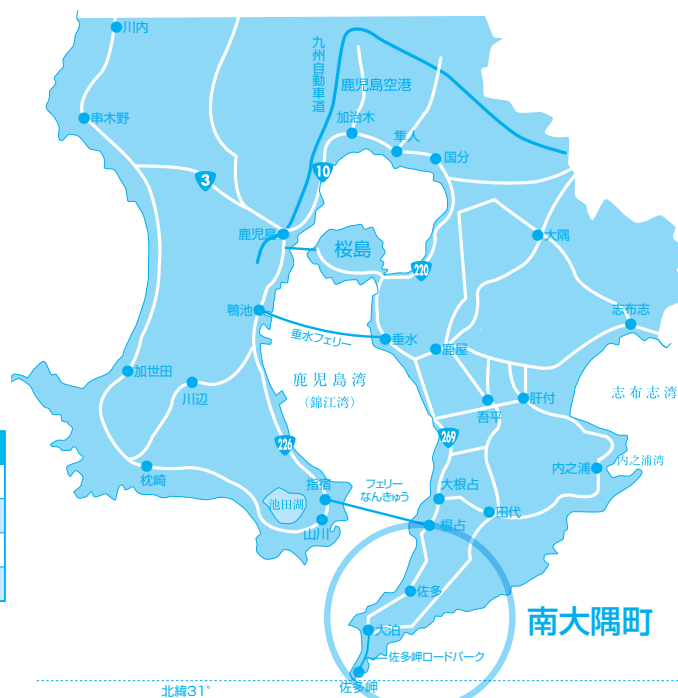 川内
九州自動車道
鹿児島空港
串木野
加治木
隼人
国分
10
3
鹿児島
桜島
大隅
220
鴨池
垂水フェリー
垂水
志布志
鹿屋
加世田
川辺
鹿児島湾
(錦江湾)
志布志湾
吾平
肝付
226
269
枕崎
内之浦
内之浦湾
指宿
フェリー
なんきゅう
大根占
池田湖
山川
根占
田代
佐多
南大隅町
大泊
佐多岬ロードパーク
佐多岬
北緯31°